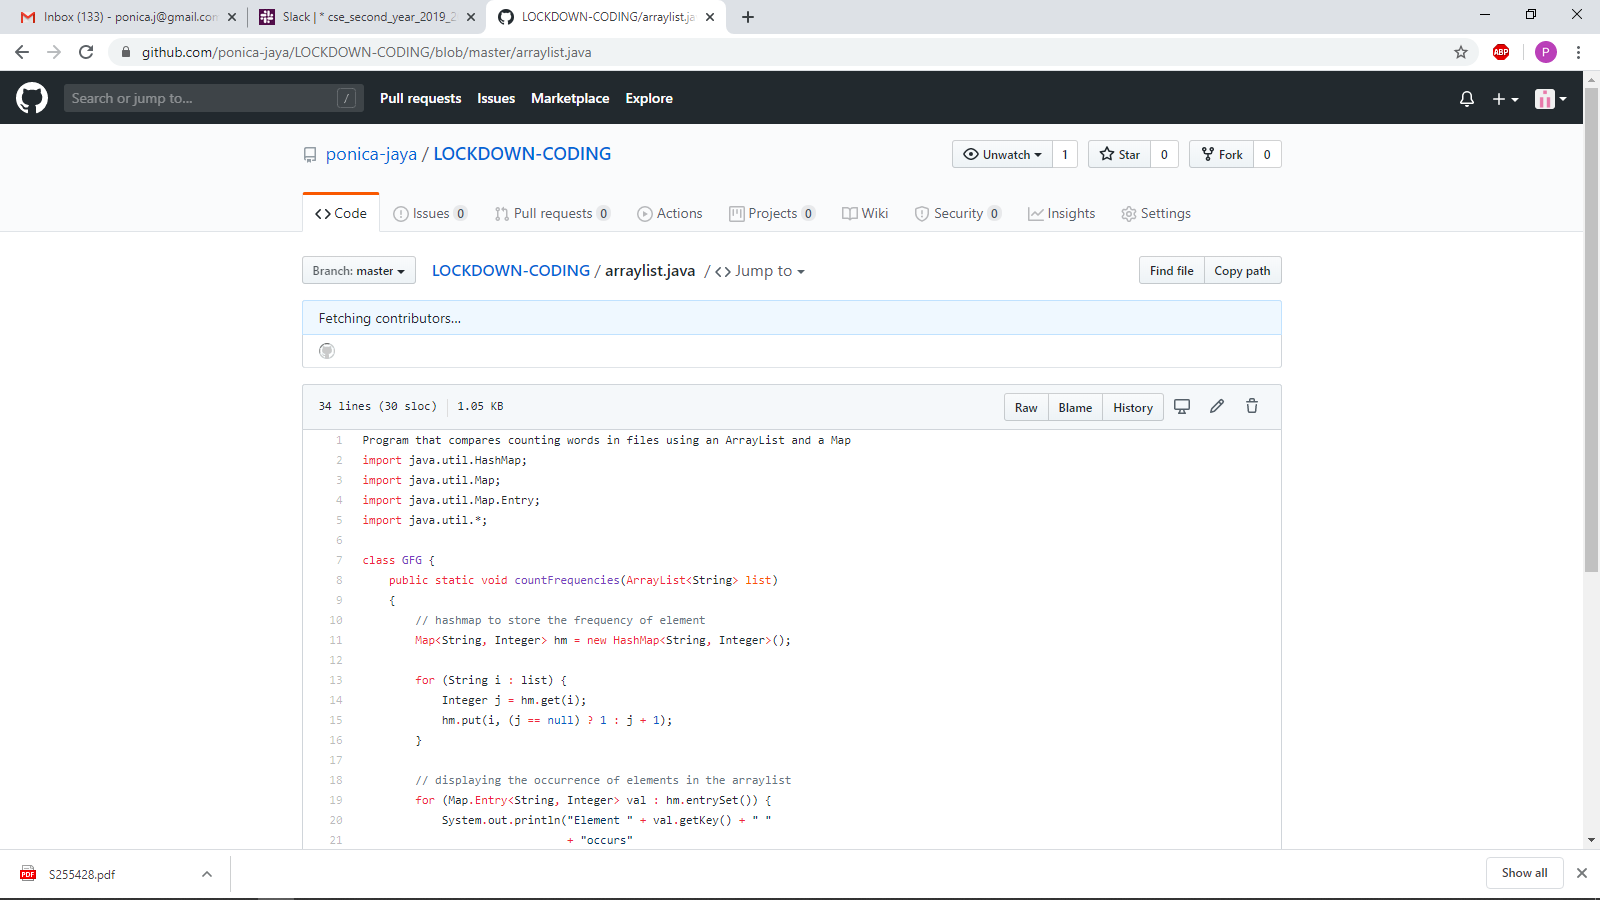 Inbox (133) - ponica.j@gmail.com
Slack | * cse_second_year_2019_2
LOCKDOWN-CODING/arraylist.ja
github.com/ponica-jaya/LOCKDOWN-CODING/blob/master/arraylist.java
ABP
P
Search or jump to...
/
Pull requests
Issues
Marketplace
Explore
ponica-jaya / LOCKDOWN-CODING
Unwatch 1
Star 0
Fork 0
Code
Issues 0
Pull requests 0
Actions
Projects 0
Wiki
Security 0
Insights
Settings
Branch: master
LOCKDOWN-CODING / arraylist.java / <> Jump to
Find file
Copy path
Fetching contributors...
34 lines (30 sloc) 1.05 KB
Raw
Blame
History
1 Program that compares counting words in files using an ArrayList and a Map
2 import java.util.HashMap;
3 import java.util.Map;
4 import java.util.Map.Entry;
5 import java.util.*;
6
7 class GFG {
8 public static void countFrequencies(ArrayList<String> list)
9 {
10 // hashmap to store the frequency of element
11 Map<String, Integer> hm = new HashMap<String, Integer>();
12
13 for (String i : list) {
14 Integer j = hm.get(i);
15 hm.put(i, (j == null) ? 1 : j + 1);
16 }
17
18 // displaying the occurrence of elements in the arraylist
19 for (Map.Entry<String, Integer> val : hm.entrySet()) {
20 System.out.println("Element " + val.getKey() + " "
21 + "occurs"
PDF
S255428.pdf
Show all